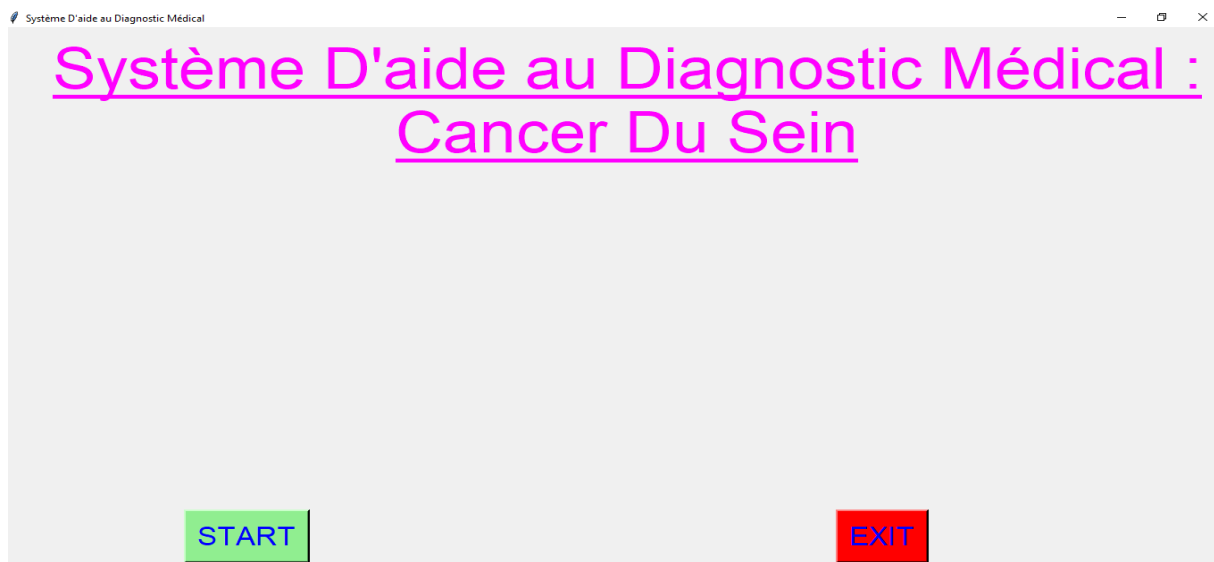 Système D'aide au Diagnostic Médical
Système D'aide au Diagnostic Médical :
Cancer Du Sein
START
EXIT